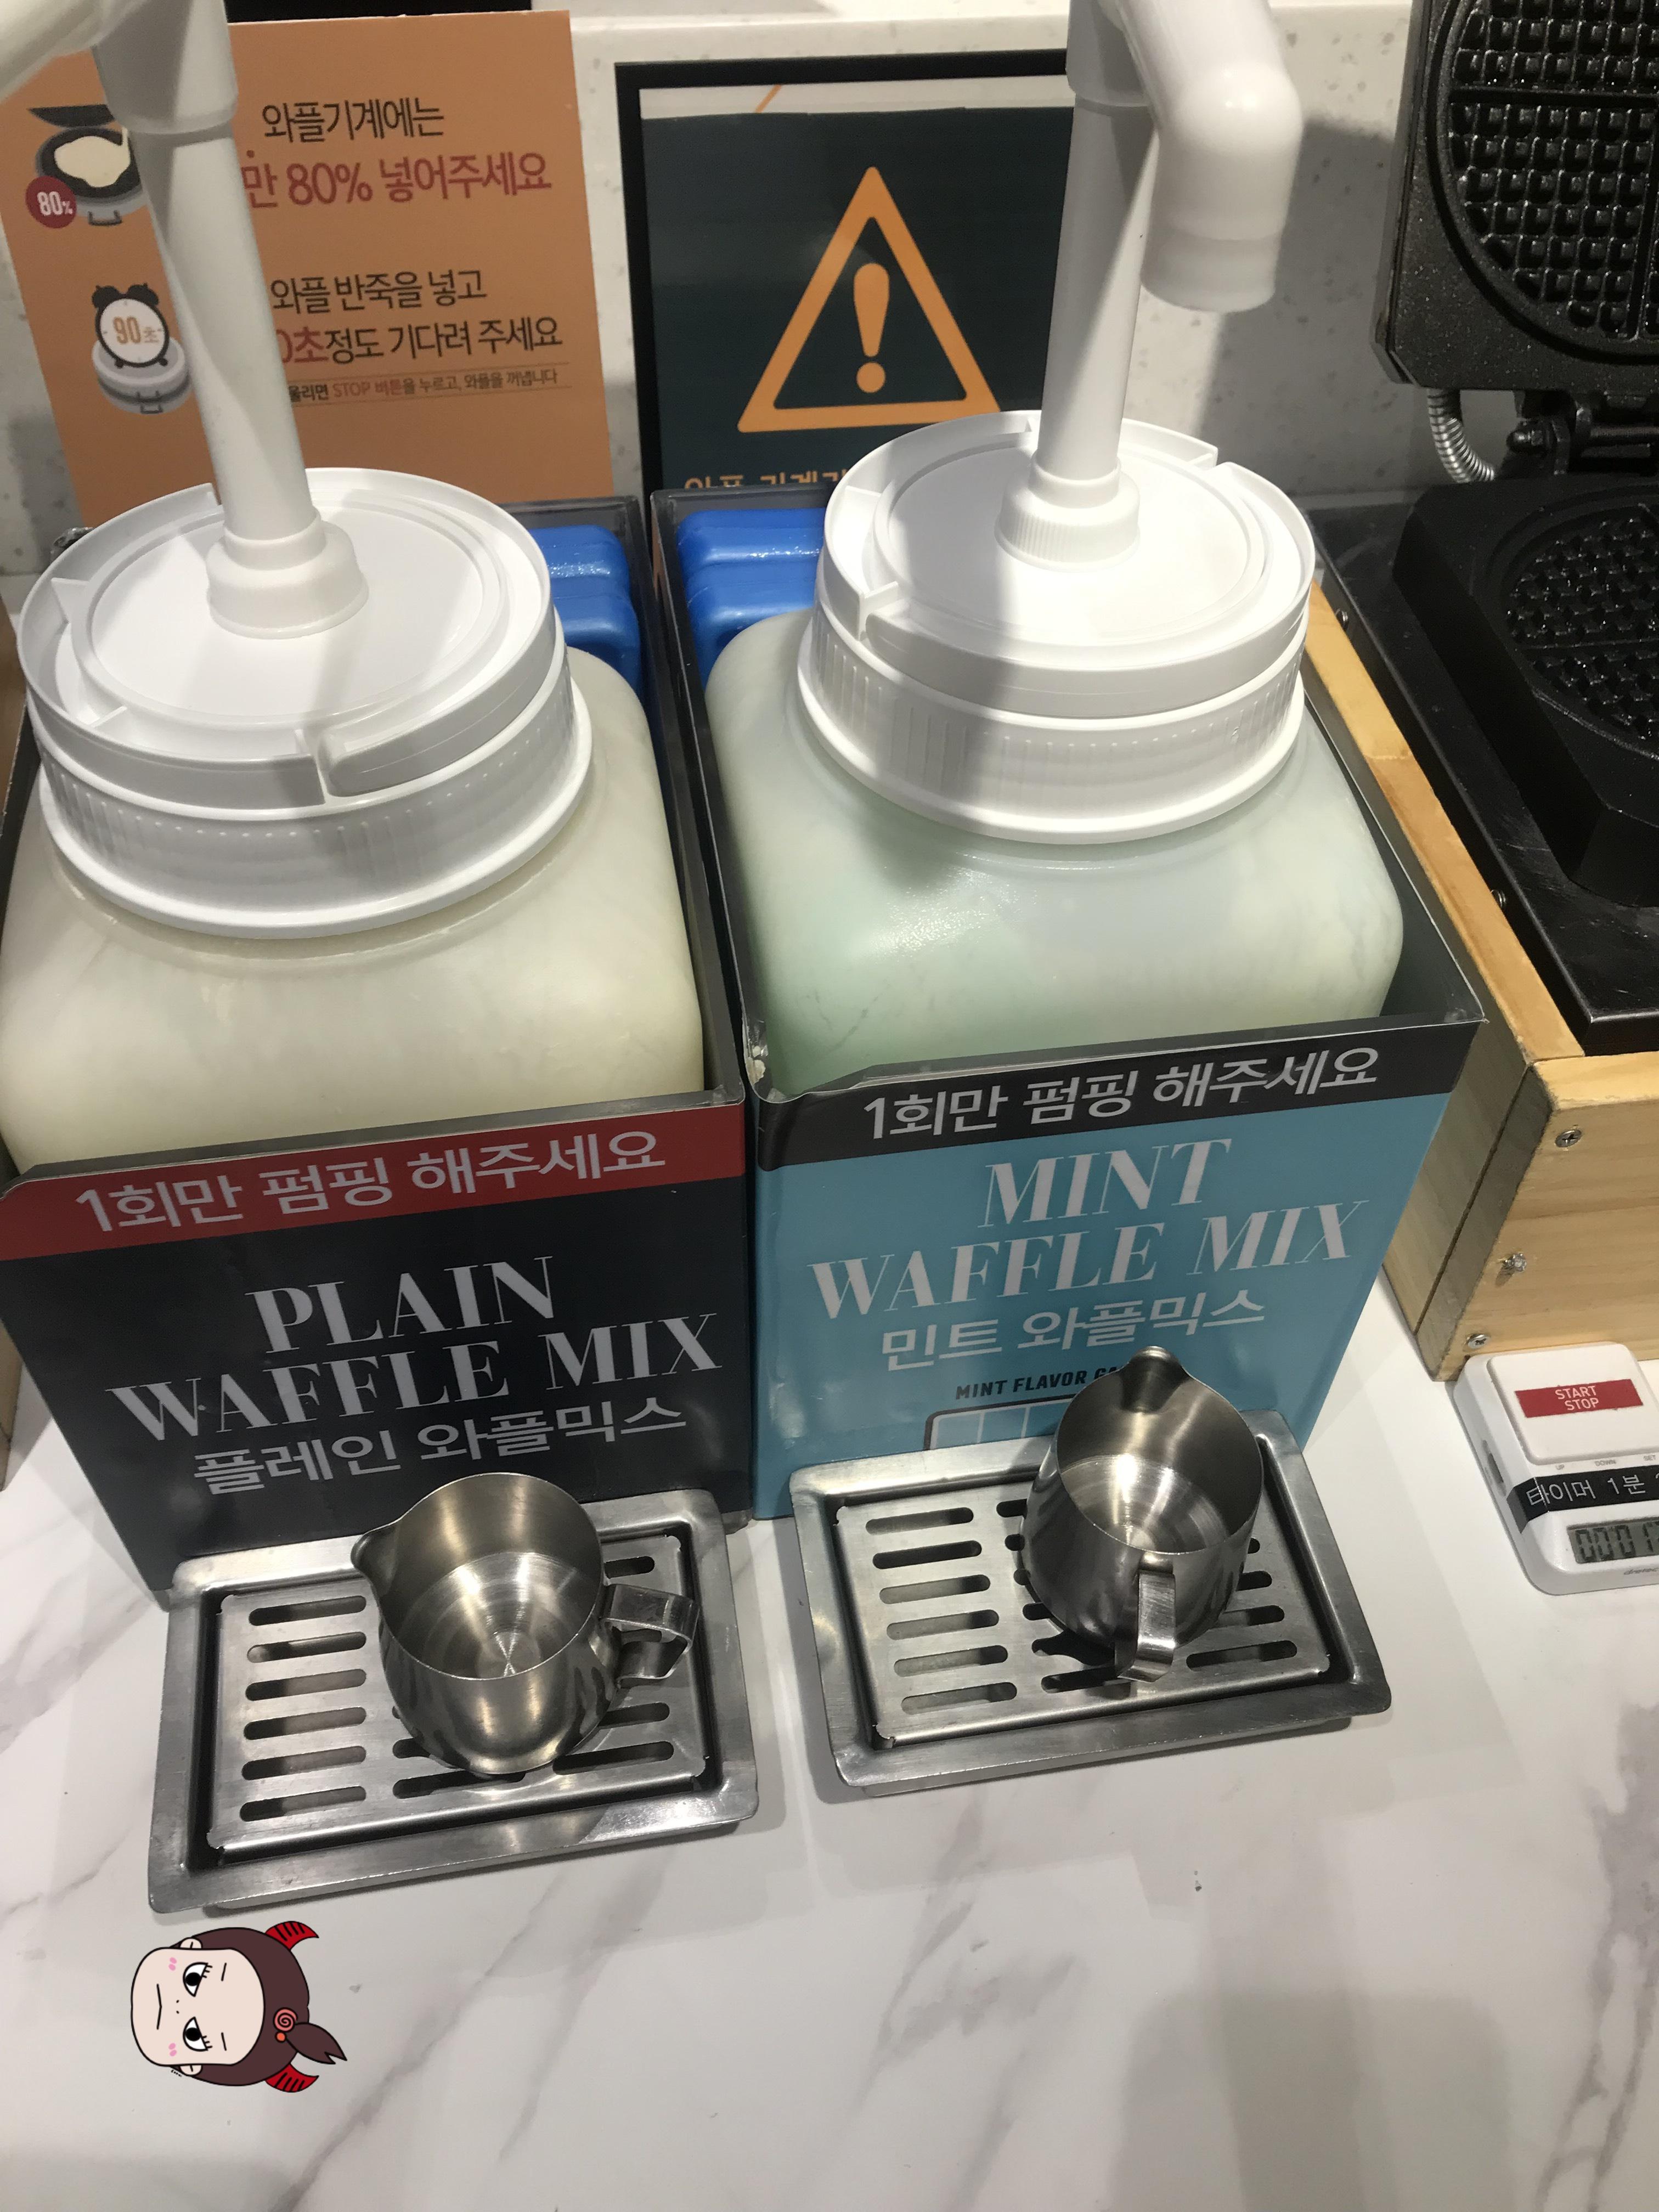 와플기계에는
80% 넣어주세요
80%
와플 반죽을 넣고
90초
정도 기다려 주세요
STOP 버튼을 누르고, 와플을 꺼냅니다
1회만 펌핑 해주세요
PLAIN
WAFFLE MIX
플레인 와플믹스
1회만 펌핑 해주세요
MINT
WAFFLE MIX
민트 와플믹스
MINT FLAVOR
START
STOP
타이머 1분